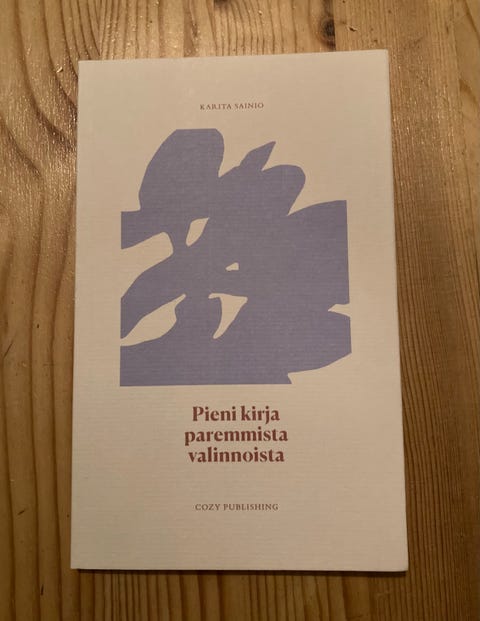 KARITA SAINIO
Pieni kirja
paremmista
valinnoista
COZY PUBLISHING